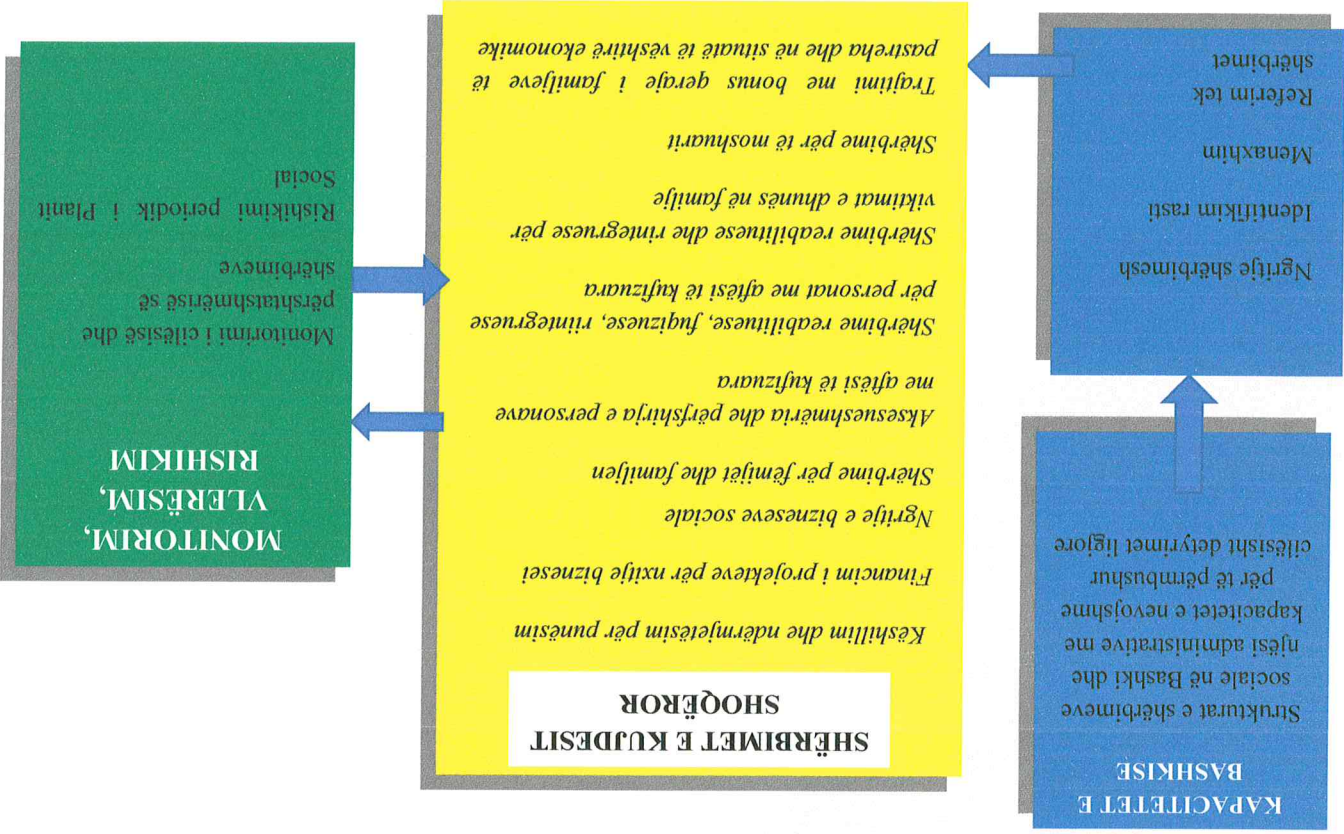 KAPACITETET E
BASHKISE
Strukturat e shërbimeve
sociale në Bashki dhe
njësi administrative me
kapacitetet e nevojshme
për të përmbushur
cilësisht detyrimet ligjore
Ngritje shërbimesh
Identifikim rasti
Menaxhim
Referim tek
shërbimet
SHËRBIMET E KUJDESIT
SHOQËROR
Këshillim dhe ndërmjetësim për punësim
Financim i projekteve për nxitje biznesei
Ngritje e bizneseve sociale
Shërbime për fëmijët dhe familjen
Aksesueshmëria dhe përfshirja e personave
me aftësi të kufizuara
Shërbime reabilituese, fuqizuese, riintegruese
për personat me aftësi të kufizuara
Shërbime reabilituese dhe rintegruese për
viktimat e dhunës në familje
Shërbime për të moshuarit
Trajtimi me bonus qeraje i familjeve të
pastreha dhe në situatë të vështirë ekonomike
MONITORIM,
VLERËSIM,
RISHIKIM
Monitorimi i cilësisë dhe
përshtatshmërisë së
shërbimeve
Rishikimi periodik i Planit
Social